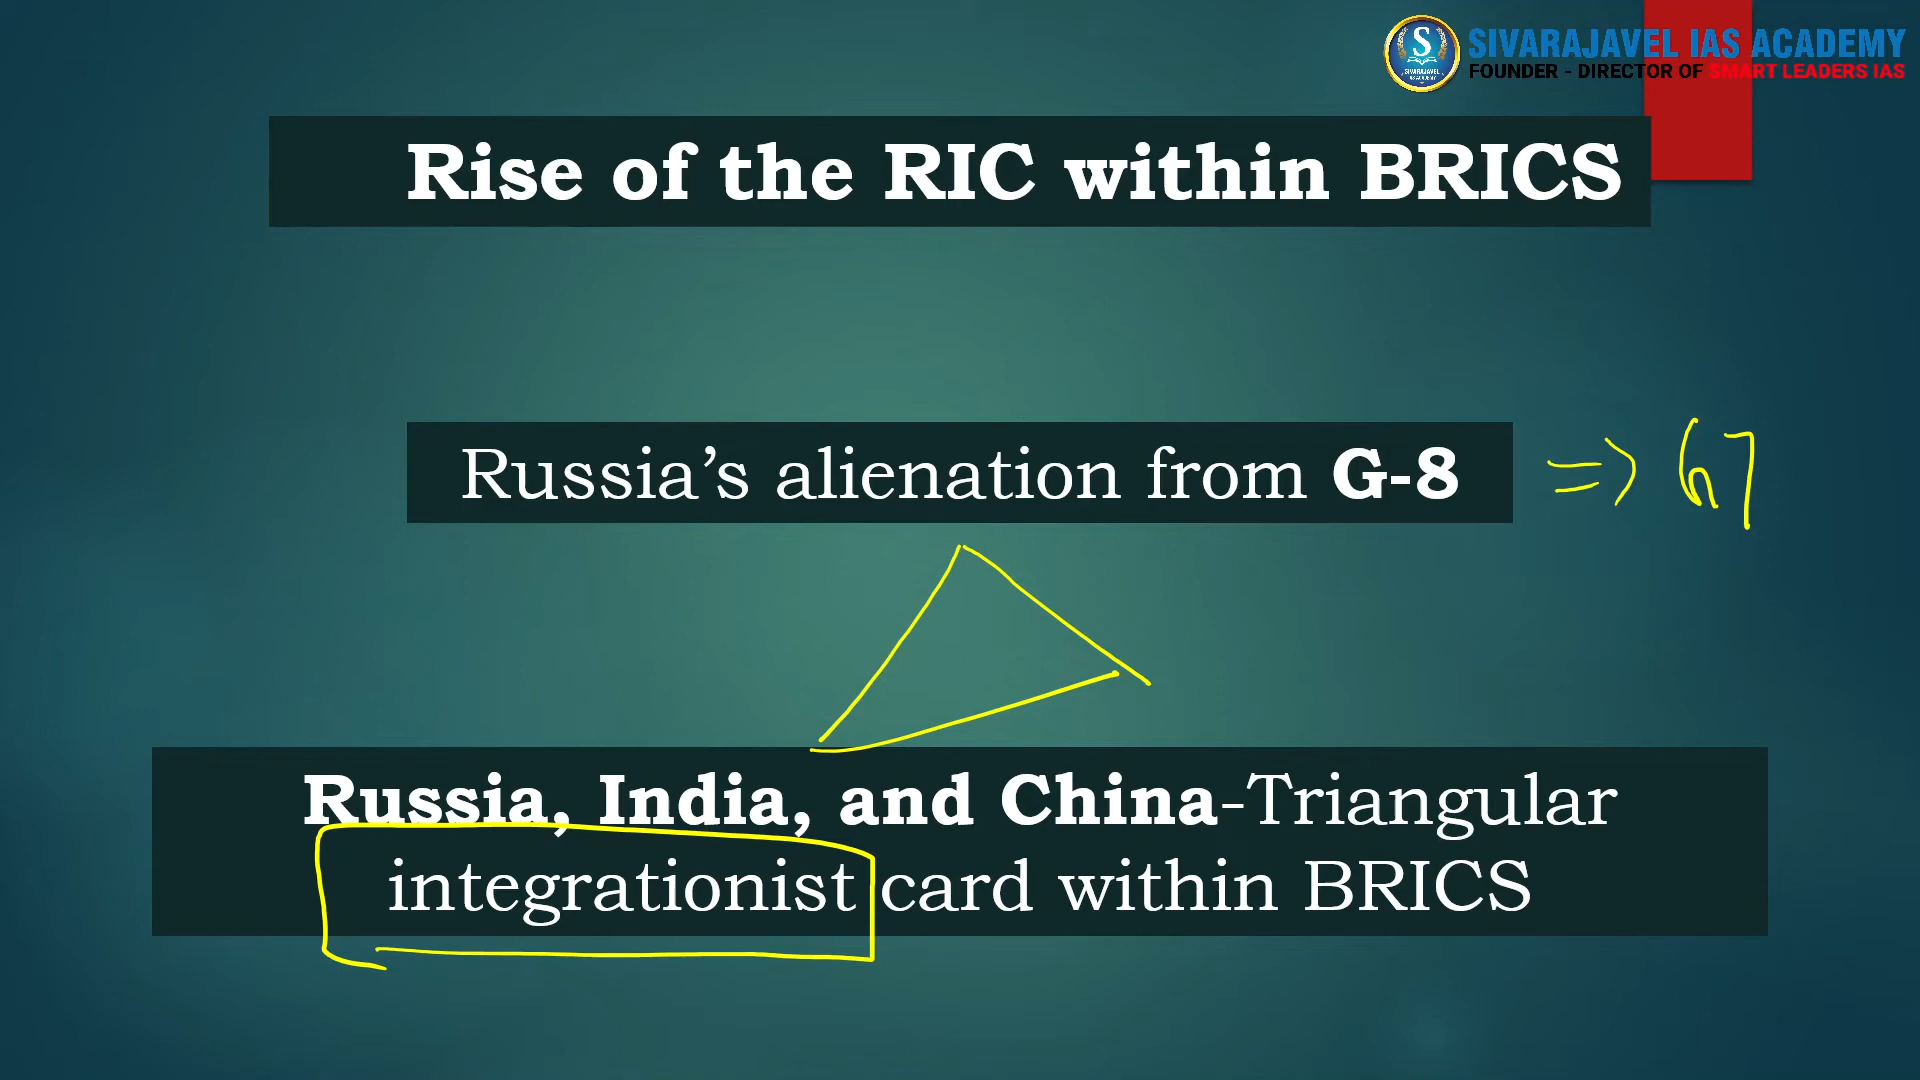 SIVARAJAVEL IAS ACADEMY
FOUNDER - DIRECTOR OF SMART LEADERS IAS
Rise of the RIC within BRICS
Russia’s alienation from G-8 => G7
Russia, India, and China-Triangular
integrationist card within BRICS